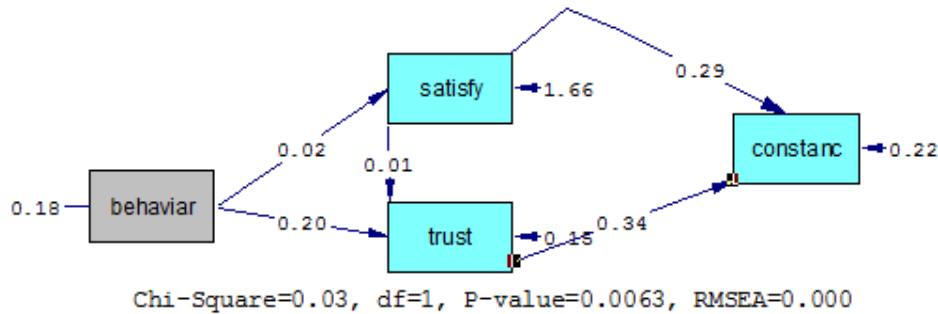 satisfy
1.66
0.29
constanc
0.22
0.02
0.01
0.18
behaviar
0.20
trust
0.15
0.34
Chi-Square=0.03, df=1, P-value=0.0063, RMSEA=0.000